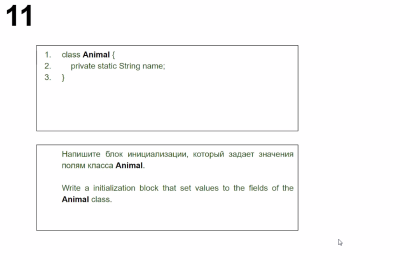 11
1. class Animal {
2. private static String name;
3. }
Напишите блок инициализации, который задает значения
полям класса Animal.
Write a initialization block that set values to the fields of the
Animal class.